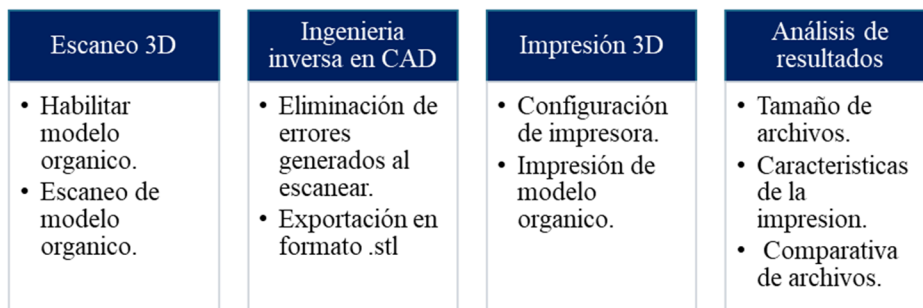 Escaneo 3D
• Habilitar
modelo
organico.
• Escaneo de
modelo
organico.
Ingenieria
inversa en CAD
• Eliminación de
errores
generados al
escanear.
• Exportación en
formato .stl
Impresión 3D
• Configuración
de impresora.
• Impresión de
modelo
organico.
Análisis de
resultados
• Tamaño de
archivos.
• Caracteristicas
de la
impresion.
• Comparativa
de archivos.